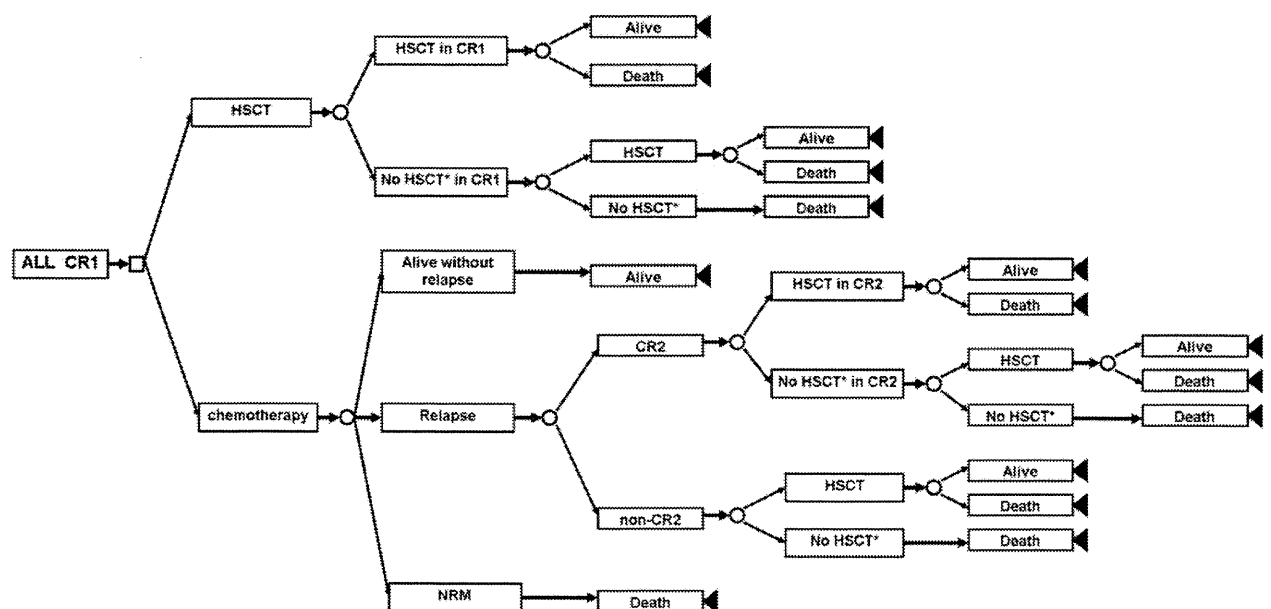 Alive
HSCT in CR1
Death
HSCT
Alive
HSCT
Death
No HSCT* in CR1
No HSCT*
Death
ALL CR1
Alive without
relapse
Alive
Alive
HSCT in CR2
Death
CR2
Alive
HSCT
Death
No HSCT* in CR2
No HSCT*
Death
chemotherapy
Relapse
Alive
HSCT
Death
non-CR2
No HSCT*
Death
NRM
Death